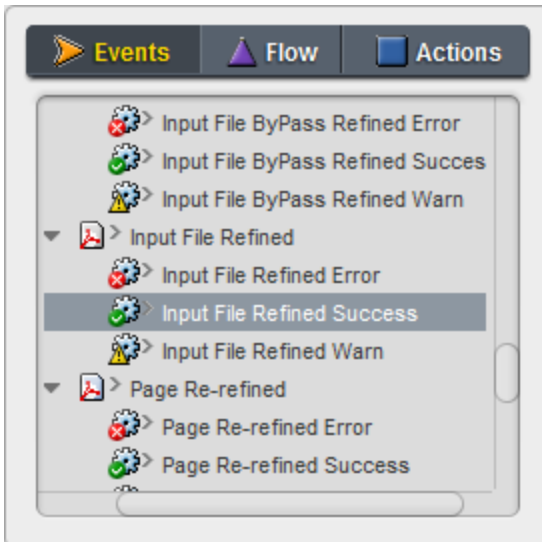 Events Flow Actions
Input File ByPass Refined Error
Input File ByPass Refined Succes
Input File ByPass Refined Warn
Input File Refined
Input File Refined Error
Input File Refined Success
Input File Refined Warn
Page Re-refined
Page Re-refined Error
Page Re-refined Success